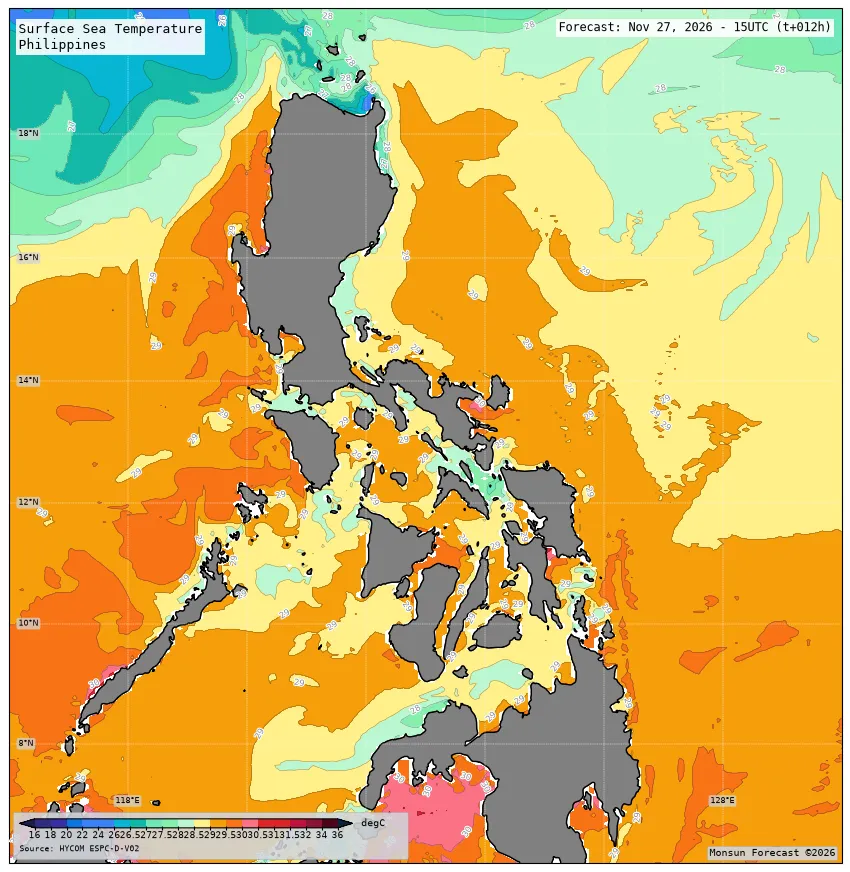 Surface Sea Temperature
Philippines
Forecast: Nov 27, 2026 - 15UTC (t+012h)
18°N
16°N
14°N
12°N
10°N
8°N
118°E
128°E
16 18 20 22 24 26 26.5 27 27.5 28 28.5 29 29.5 30 30.5 31 31.5 32 34 36 degC
Source: HYCOM ESPC-D-V02
Monsun Forecast ©2026